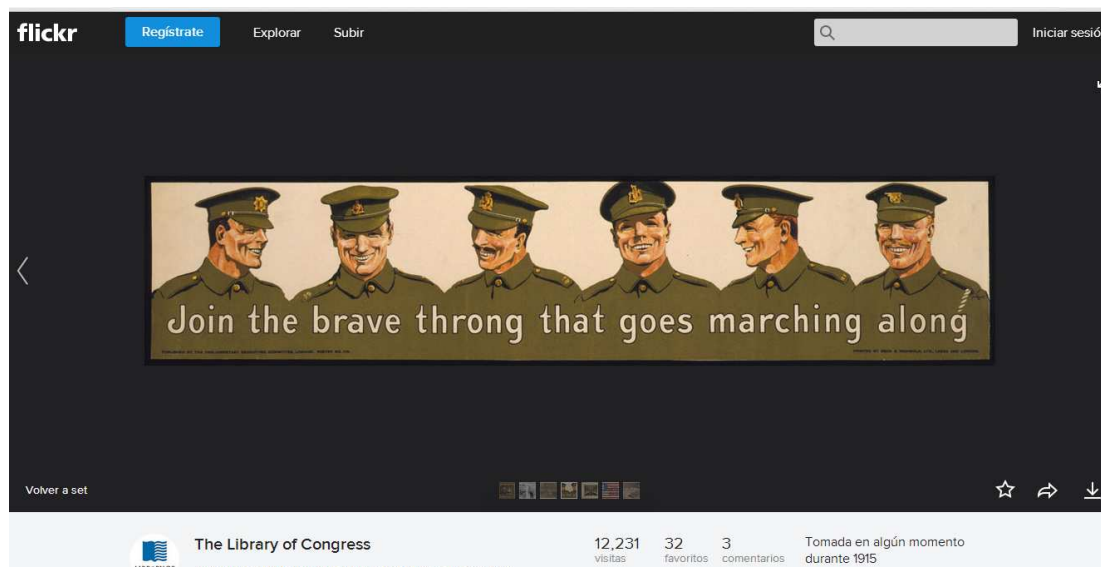 flickr Regístrate Explorar Subir Iniciar sesió
Join the brave throng that goes marching along
Volver a set
The Library of Congress
12,231 32 3 Tomada en algún momento
visitas favoritos comentarios durante 1915